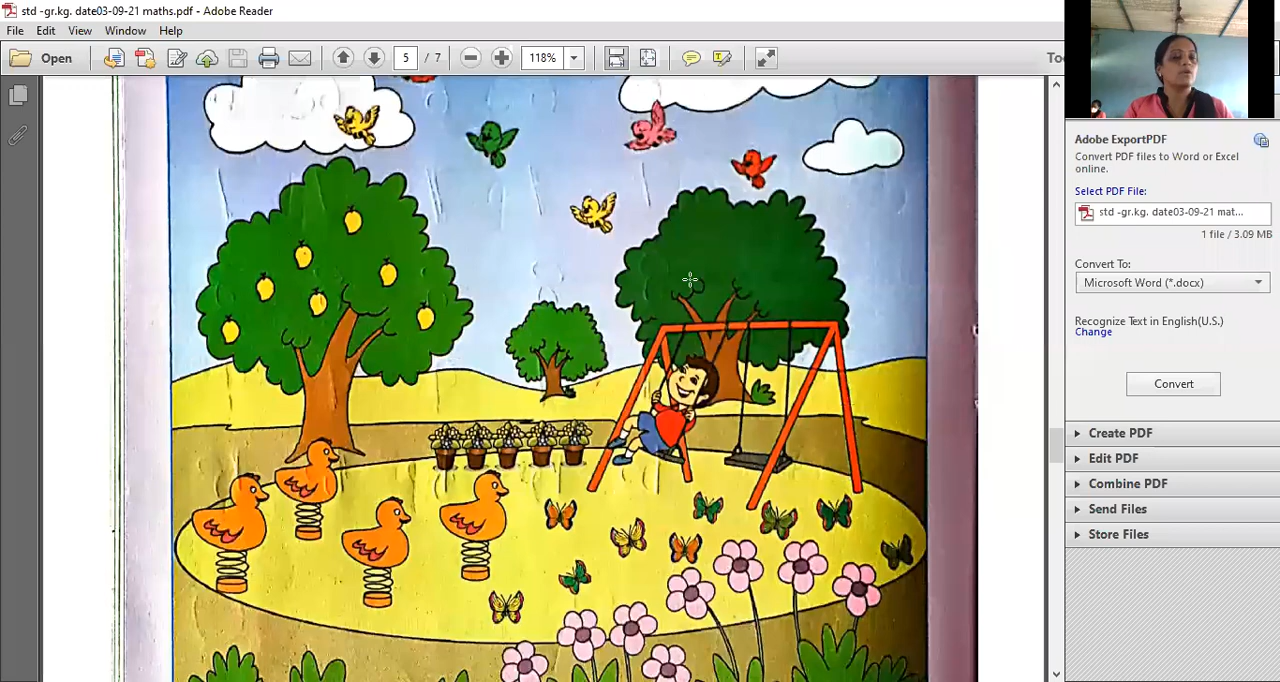 std -gr.kg. date03-09-21 maths.pdf - Adobe Reader
File Edit View Window Help
Open 5 / 7 118% To
Adobe ExportPDF
Convert PDF files to Word or Excel
online.
Select PDF File:
std -gr.kg. date03-09-21 mat...
1 file / 3.09 MB
Convert To:
Microsoft Word (*.docx)
Recognize Text in English(U.S.)
Change
Convert
Create PDF
Edit PDF
Combine PDF
Send Files
Store Files